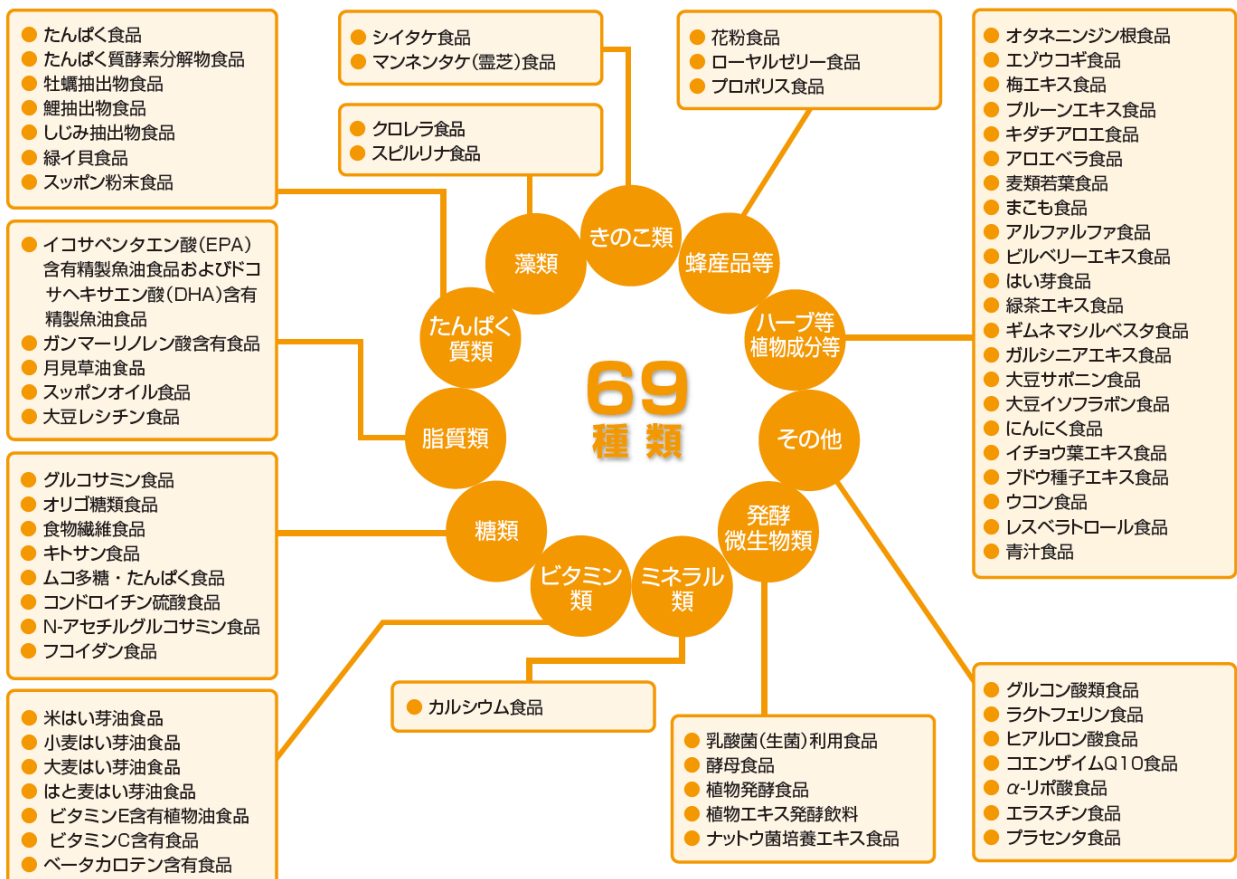 たんぱく食品
たんぱく質酵素分解物食品
牡蠣抽出物食品
鯉抽出物食品
しじみ抽出物食品
緑イ貝食品
スッポン粉末食品
シイタケ食品
マンネンタケ(霊芝)食品
クロレラ食品
スピルリナ食品
花粉食品
ローヤルゼリー食品
プロポリス食品
オタネニンジン根食品
エゾウコギ食品
梅エキス食品
プルーンエキス食品
キダチアロエ食品
アロエベラ食品
麦類若葉食品
まこも食品
アルファルファ食品
ビルベリーエキス食品
はい芽食品
緑茶エキス食品
ギムネマシルベスタ食品
ガルシニアエキス食品
大豆サポニン食品
大豆イソフラボン食品
にんにく食品
イチョウ葉エキス食品
ブドウ種子エキス食品
ウコン食品
レスベラトロール食品
青汁食品
イコサペンタエン酸(EPA)
含有精製魚油食品およびドコ
サヘキサエン酸(DHA)含有
精製魚油食品
ガンマーリノレン酸含有食品
月見草油食品
スッポンオイル食品
大豆レシチン食品
きのこ類
藻類
蜂産品等
たんぱく
質類
ハーブ等
植物成分等
69
種類
脂質類
その他
糖類
発酵
微生物類
ビタミン
類
ミネラル
類
グルコサミン食品
オリゴ糖類食品
食物繊維食品
キトサン食品
ムコ多糖・たんぱく食品
コンドロイチン硫酸食品
N-アセチルグルコサミン食品
フコイダン食品
米はい芽油食品
小麦はい芽油食品
大麦はい芽油食品
はと麦はい芽油食品
ビタミンE含有植物油食品
ビタミンC含有食品
ベータカロテン含有食品
カルシウム食品
乳酸菌(生菌)利用食品
酵母食品
植物発酵食品
植物エキス発酵飲料
ナットウ菌培養エキス食品
グルコン酸類食品
ラクトフェリン食品
ヒアルロン酸食品
コエンザイムQ10食品
α-リポ酸食品
エラスチン食品
プラセンタ食品